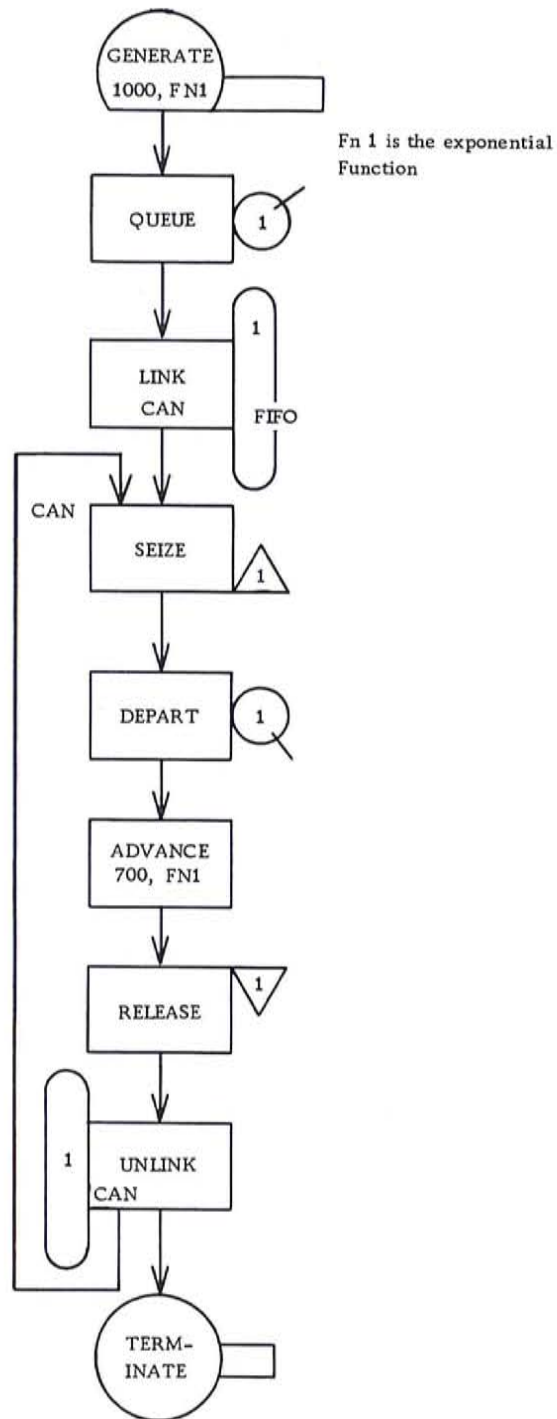 GENERATE
1000, FN1
Fn 1 is the exponential
Function
QUEUE
1
1
LINK
CAN
FIFO
CAN
SEIZE
1
DEPART
1
ADVANCE
700, FN1
RELEASE
1
1
UNLINK
CAN
TERM-
INATE